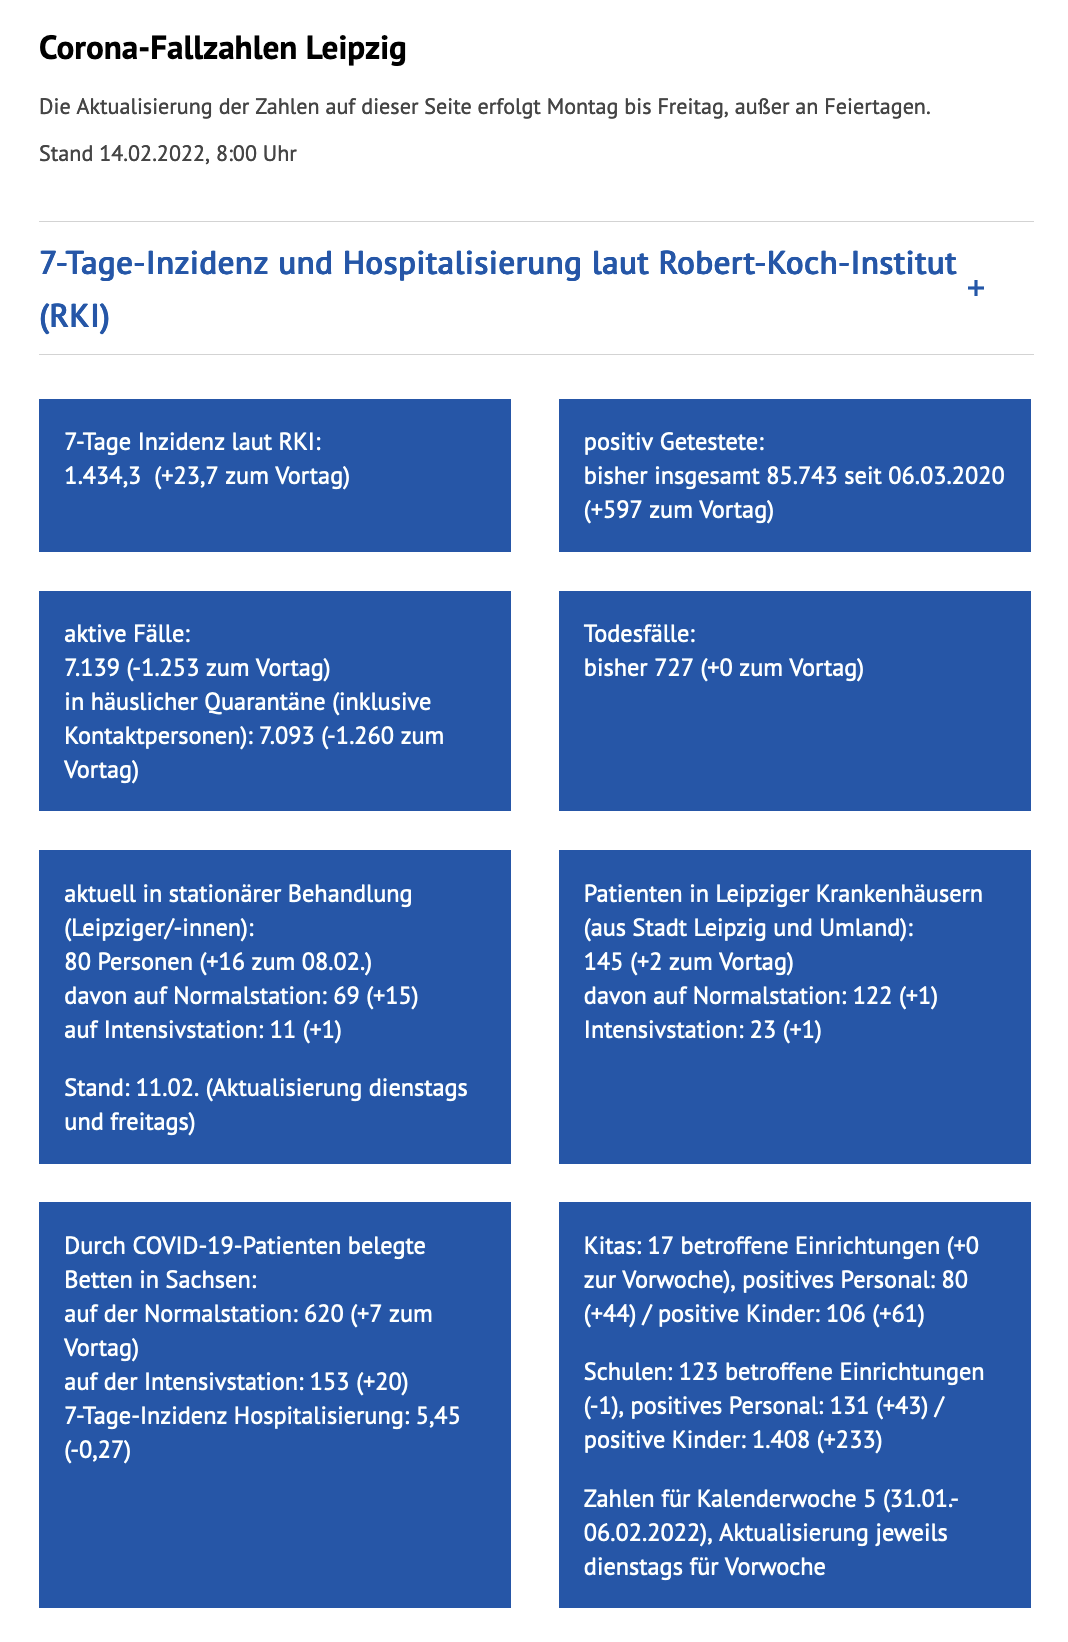 Corona-Fallzahlen Leipzig
Die Aktualisierung der Zahlen auf dieser Seite erfolgt Montag bis Freitag, außer an Feiertagen.
Stand 14.02.2022, 8:00 Uhr
7-Tage-Inzidenz und Hospitalisierung laut Robert-Koch-Institut
(RKI)
+
7-Tage Inzidenz laut RKI:
1.434,3 (+23,7 zum Vortag)
positiv Getestete:
bisher insgesamt 85.743 seit 06.03.2020
(+597 zum Vortag)
aktive Fälle:
7.139 (-1.253 zum Vortag)
in häuslicher Quarantäne (inklusive
Kontaktpersonen): 7.093 (-1.260 zum
Vortag)
Todesfälle:
bisher 727 (+0 zum Vortag)
aktuell in stationärer Behandlung
(Leipziger/-innen):
80 Personen (+16 zum 08.02.)
davon auf Normalstation: 69 (+15)
auf Intensivstation: 11 (+1)
Stand: 11.02. (Aktualisierung dienstags
und freitags)
Patienten in Leipziger Krankenhäusern
(aus Stadt Leipzig und Umland):
145 (+2 zum Vortag)
davon auf Normalstation: 122 (+1)
Intensivstation: 23 (+1)
Durch COVID-19-Patienten belegte
Betten in Sachsen:
auf der Normalstation: 620 (+7 zum
Vortag)
auf der Intensivstation: 153 (+20)
7-Tage-Inzidenz Hospitalisierung: 5,45
(-0,27)
Kitas: 17 betroffene Einrichtungen (+0
zur Vorwoche), positives Personal: 80
(+44) / positive Kinder: 106 (+61)
Schulen: 123 betroffene Einrichtungen
(-1), positives Personal: 131 (+43) /
positive Kinder: 1.408 (+233)
Zahlen für Kalenderwoche 5 (31.01.-
06.02.2022), Aktualisierung jeweils
dienstags für Vorwoche